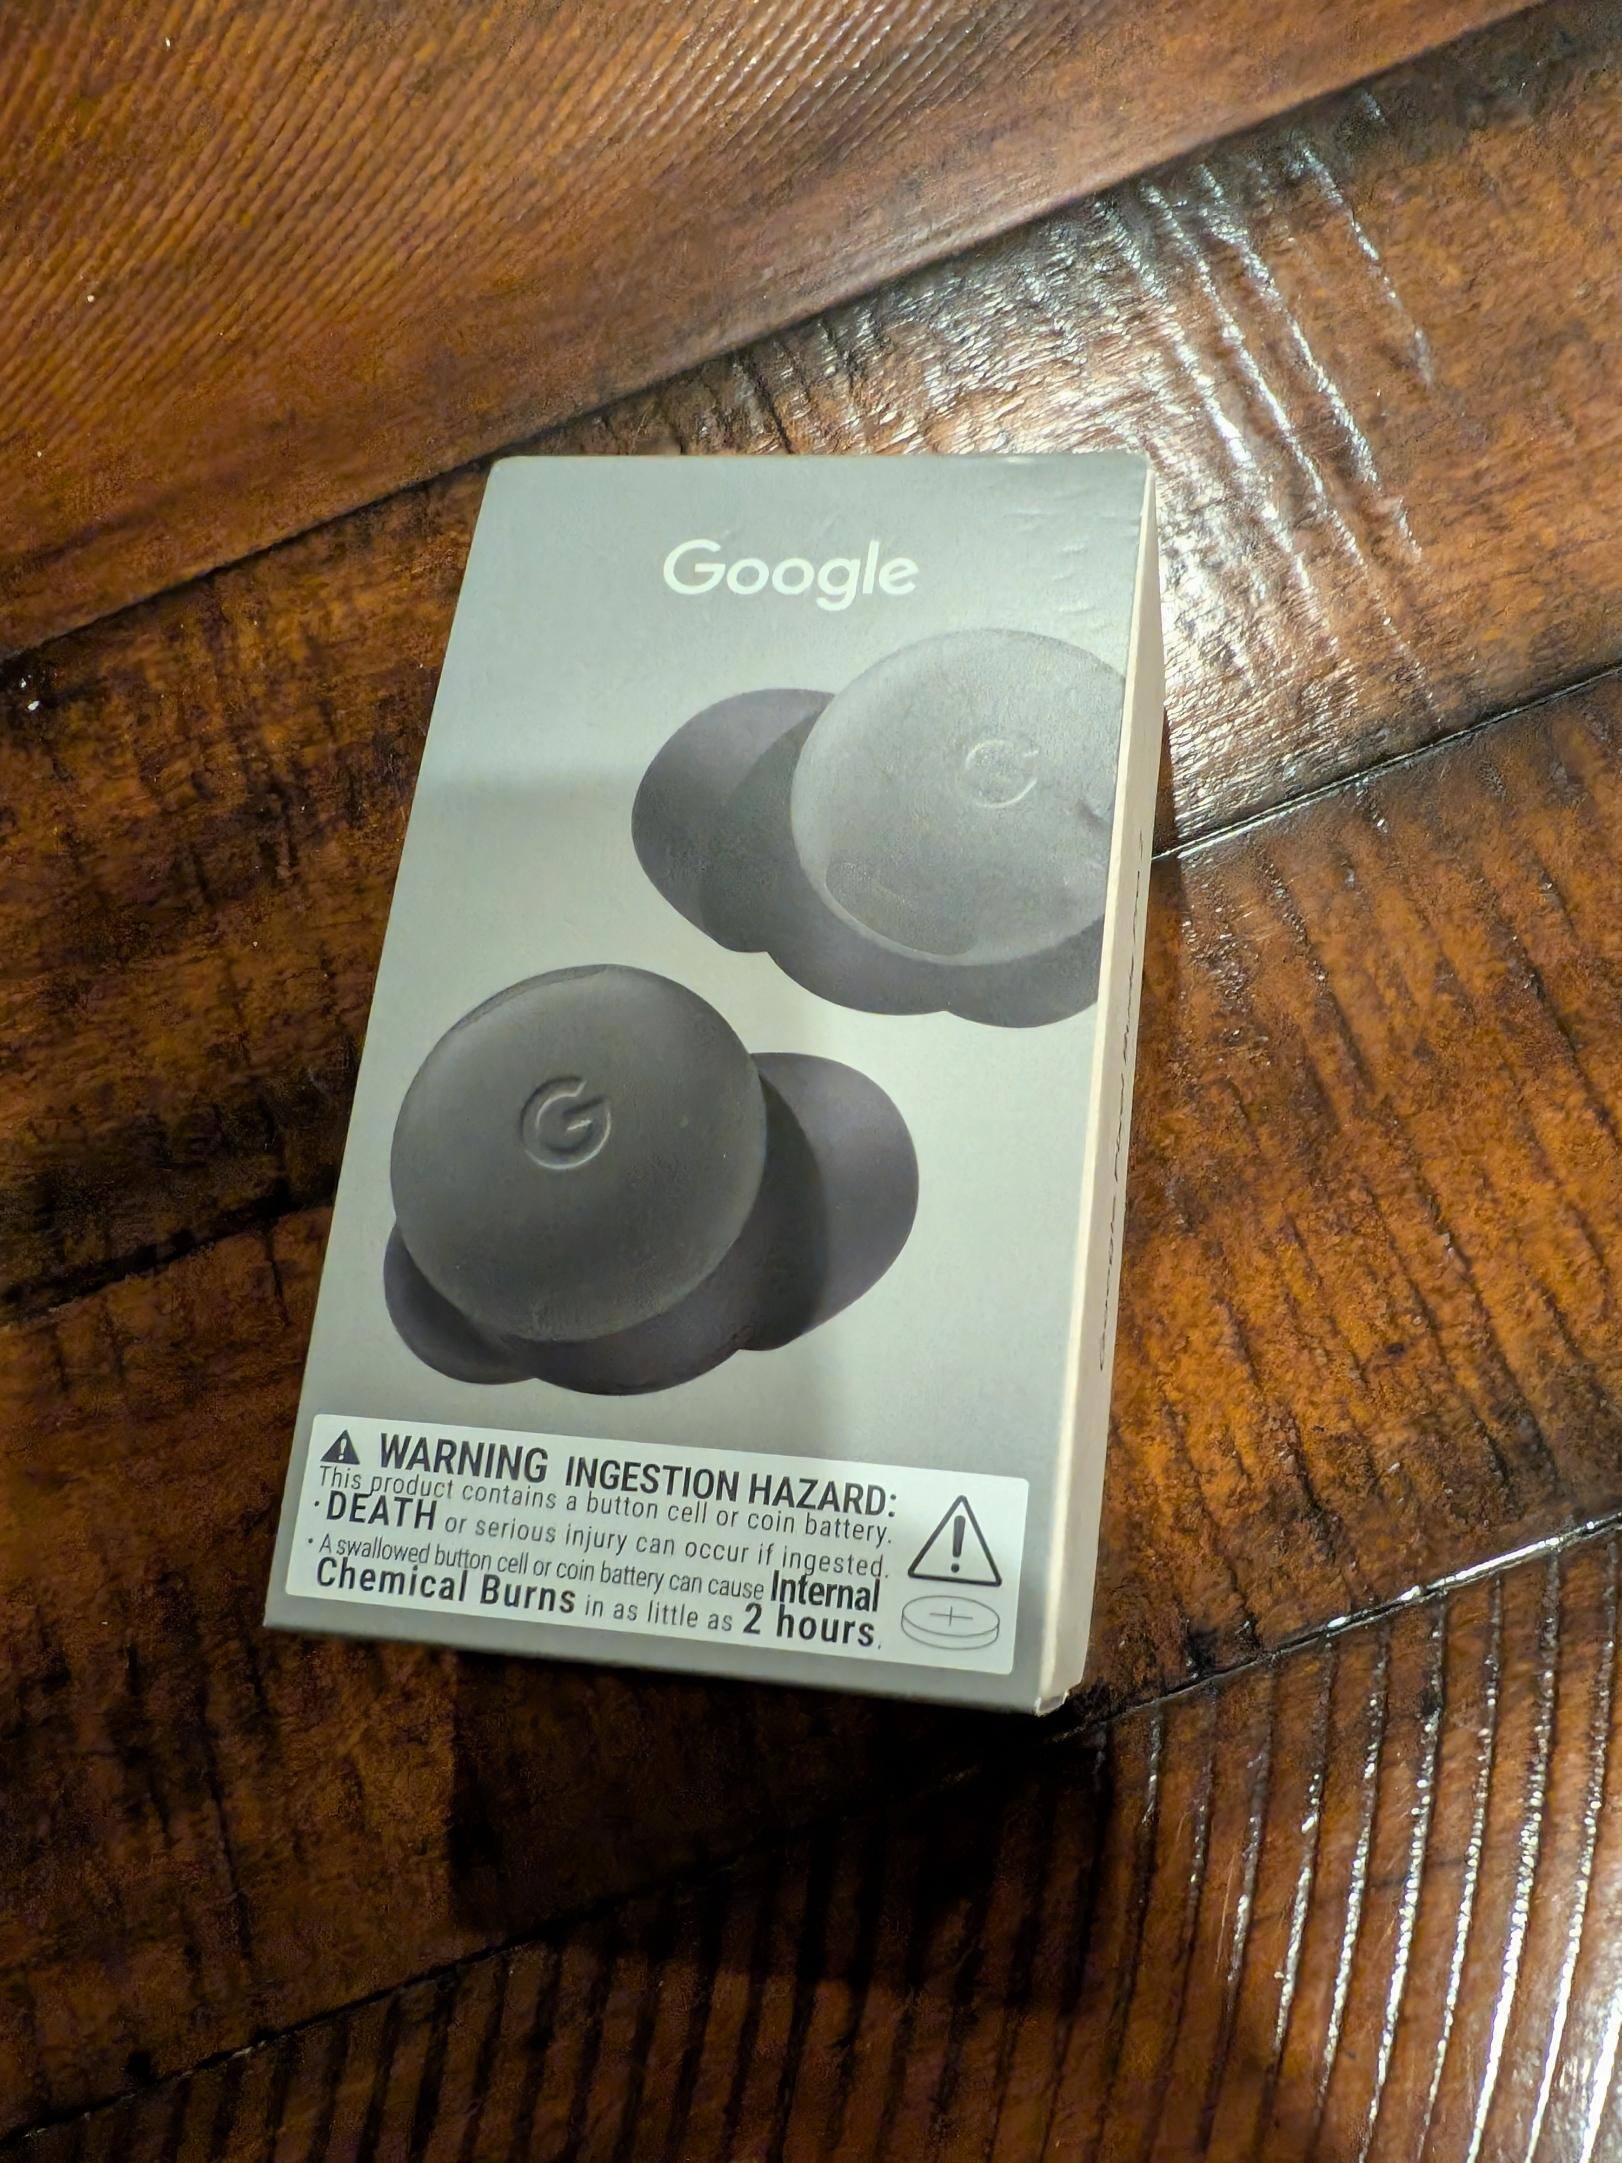 Google
G
G
WARNING INGESTION HAZARD:
This product contains a button cell or coin battery.
· DEATH or serious injury can occur if ingested.
· A swallowed button cell or coin battery can cause Internal
Chemical Burns in as little as 2 hours.